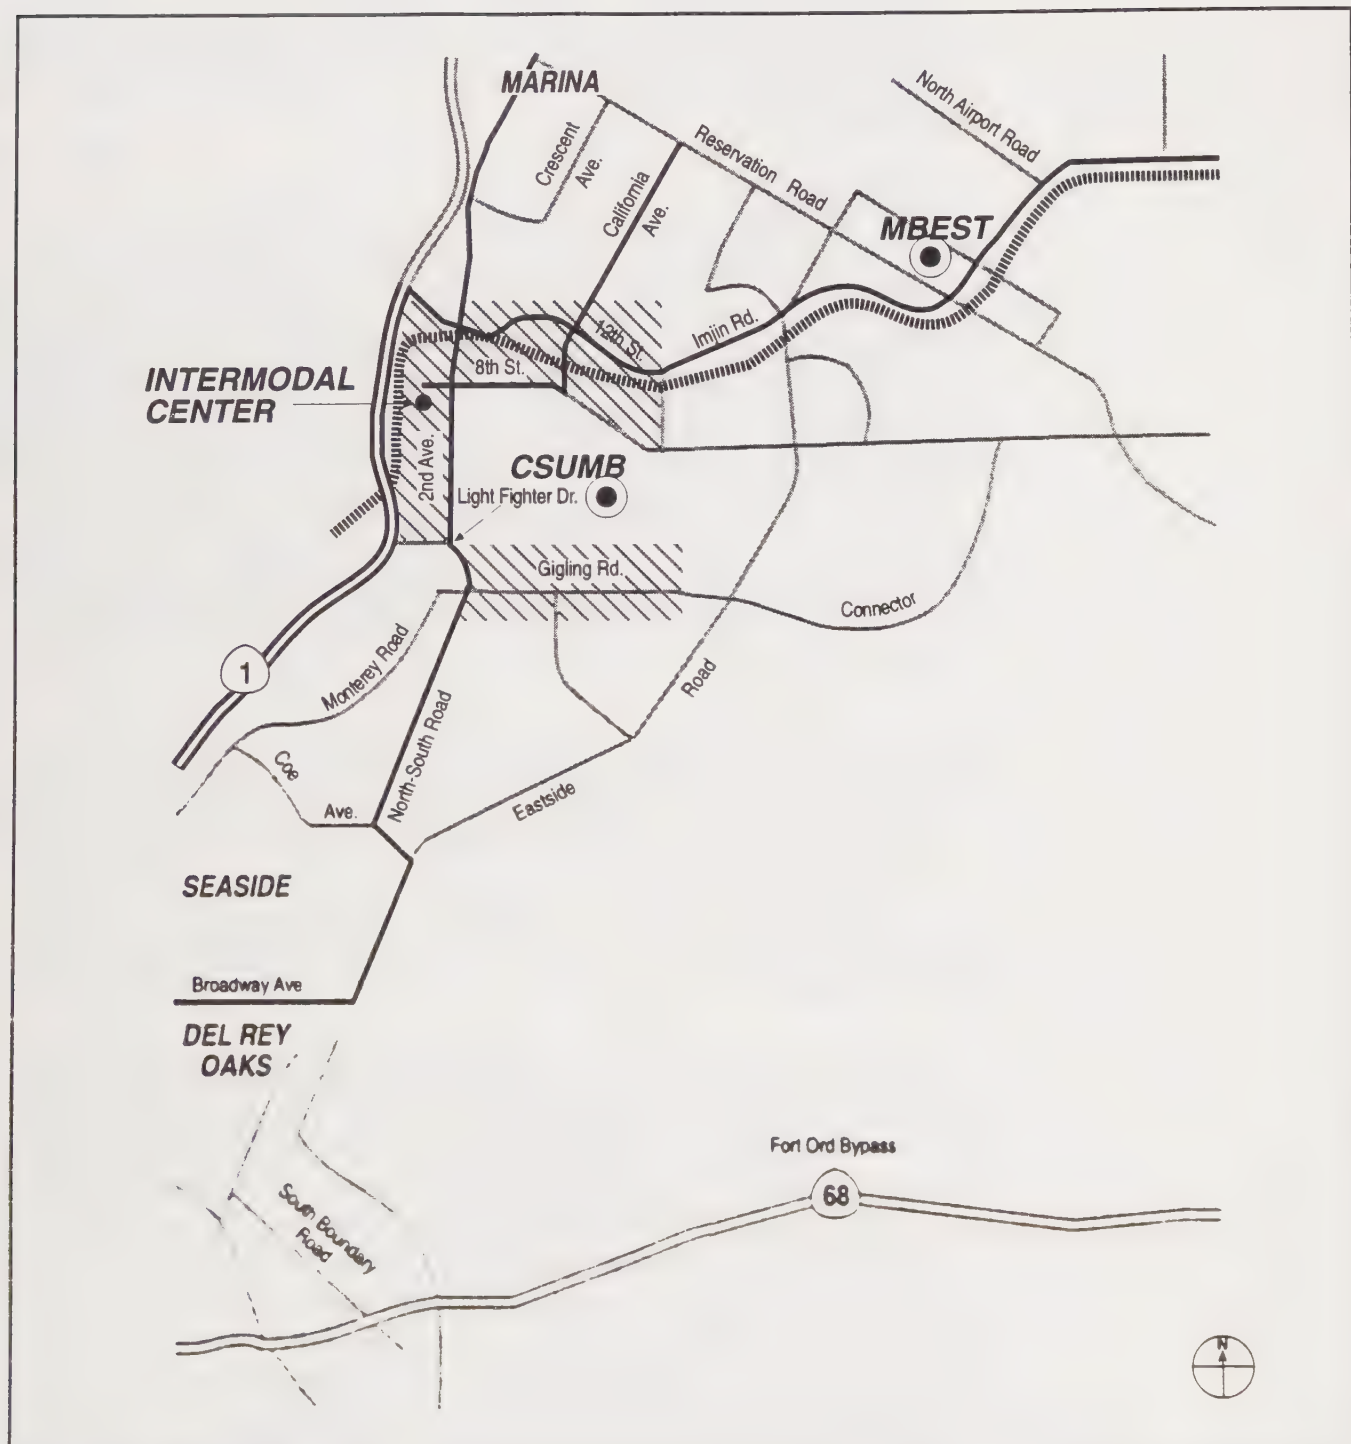 MARINA
North Airport Road
Crescent
Ave.
Reservation Road
California
Ave.
MBEST
12th St.
Imjin Rd.
8th St.
INTERMODAL
CENTER
2nd Ave.
CSUMB
Light Fighter Dr.
Gigling Rd.
Connector
Monterey Road
1
Road
North-South Road
Coe
Ave.
Eastside
SEASIDE
Broadway Ave
DEL REY
OAKS
Fort Ord Bypass
68
South Boundary
Road
N